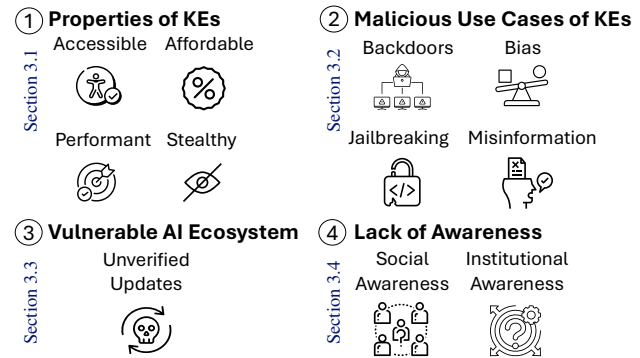 1 Properties of KEs
Section 3.1
Accessible Affordable
Performant Stealthy
2 Malicious Use Cases of KEs
Section 3.2
Backdoors Bias
Jailbreaking Misinformation
</>
3 Vulnerable AI Ecosystem
Section 3.3
Unverified
Updates
4 Lack of Awareness
Section 3.4
Social Institutional
Awareness Awareness